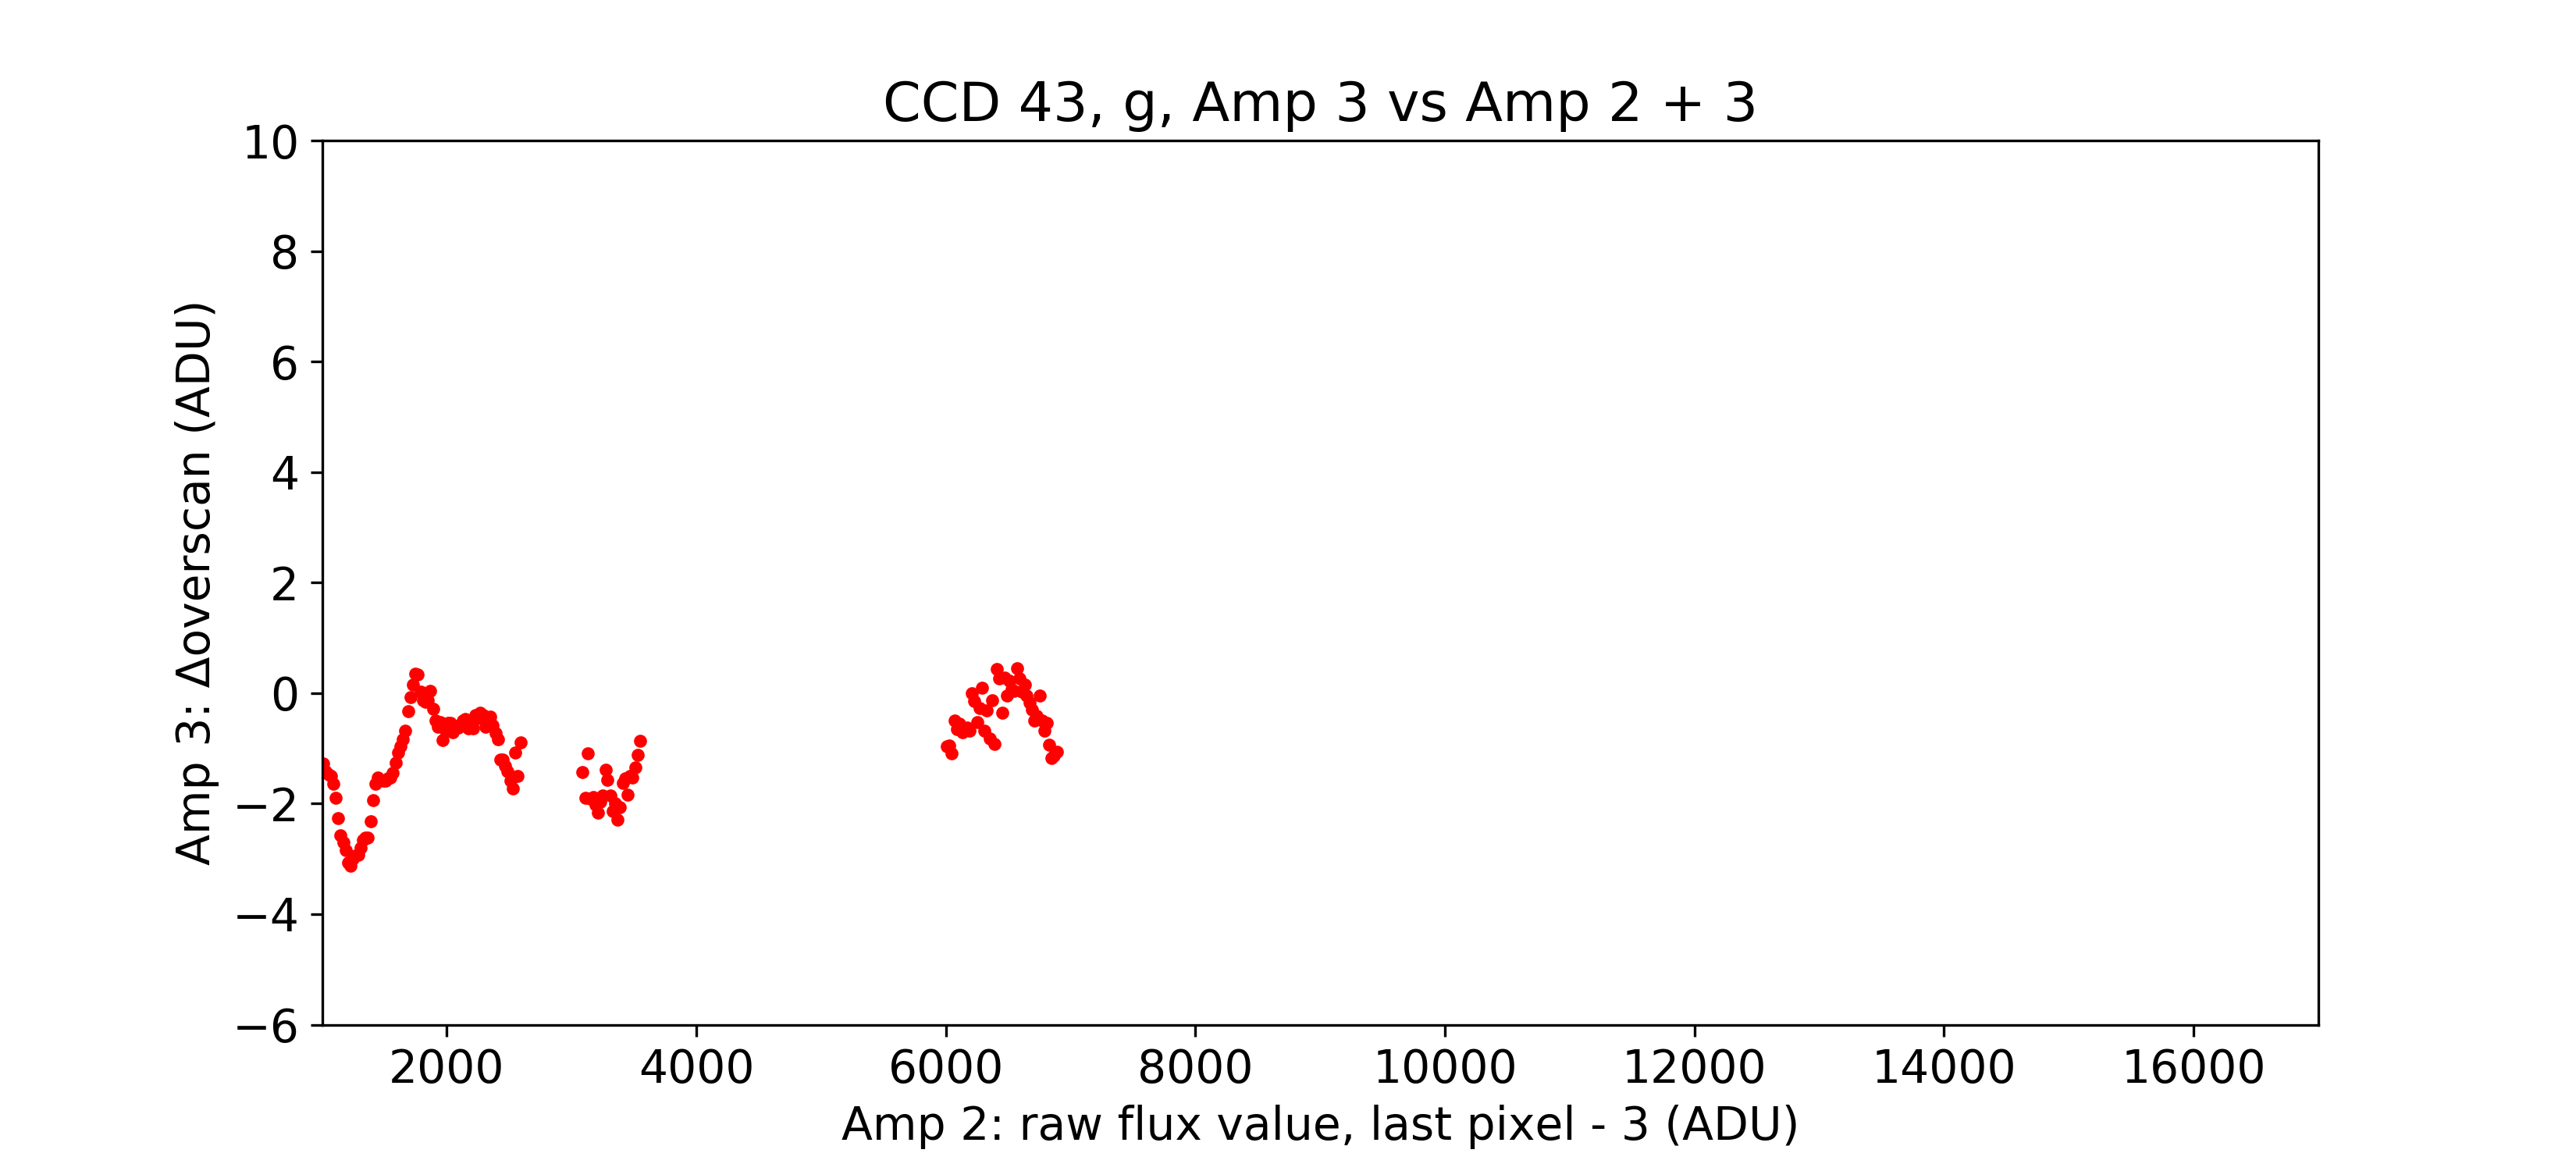 CCD 43, g, Amp 3 vs Amp 2 + 3
10
8
6
4
2
0
−2
−4
−6
Amp 3: Δoverscan (ADU)
2000 4000 6000 8000 10000 12000 14000 16000
Amp 2: raw flux value, last pixel - 3 (ADU)